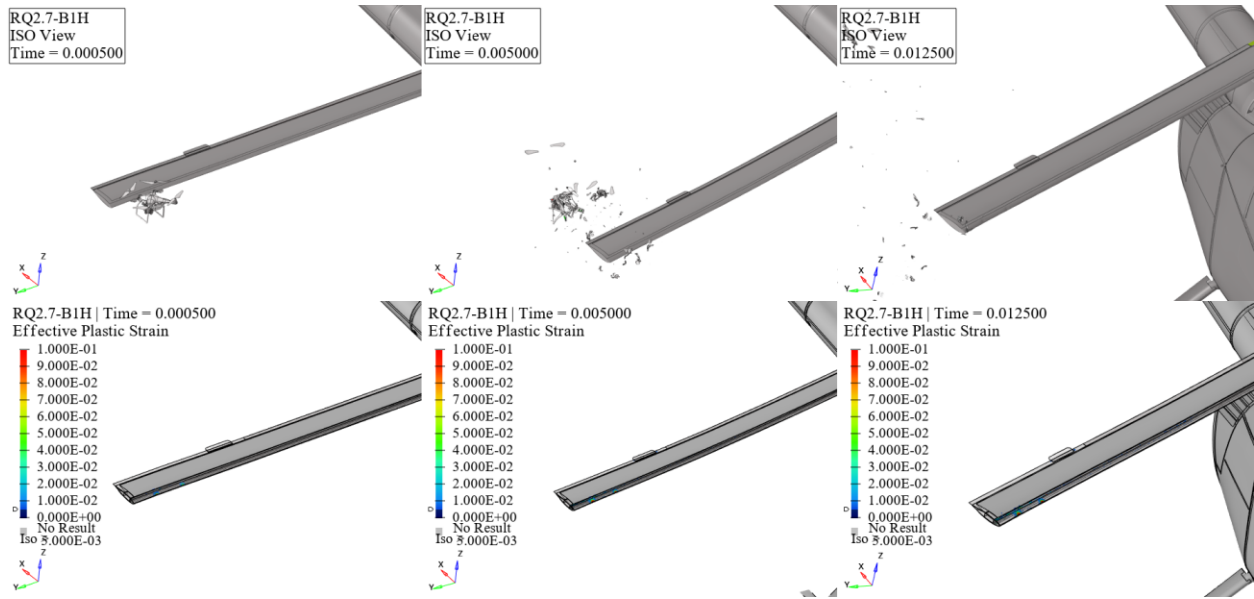 RQ2.7-B1H
ISO View
Time = 0.000500
X
Z
Y
RQ2.7-B1H
ISO View
Time = 0.005000
X
Z
Y
RQ2.7-B1H
ISO View
Time = 0.012500
X
Z
Y
RQ2.7-B1H | Time = 0.000500
Effective Plastic Strain
1.000E-01
9.000E-02
8.000E-02
7.000E-02
6.000E-02
5.000E-02
4.000E-02
3.000E-02
2.000E-02
1.000E-02
0.000E+00
No Result
Iso = 5.000E-03
X
Z
Y
RQ2.7-B1H | Time = 0.005000
Effective Plastic Strain
1.000E-01
9.000E-02
8.000E-02
7.000E-02
6.000E-02
5.000E-02
4.000E-02
3.000E-02
2.000E-02
1.000E-02
0.000E+00
No Result
Iso = 5.000E-03
X
Z
Y
RQ2.7-B1H | Time = 0.012500
Effective Plastic Strain
1.000E-01
9.000E-02
8.000E-02
7.000E-02
6.000E-02
5.000E-02
4.000E-02
3.000E-02
2.000E-02
1.000E-02
0.000E+00
No Result
Iso = 5.000E-03
X
Z
Y